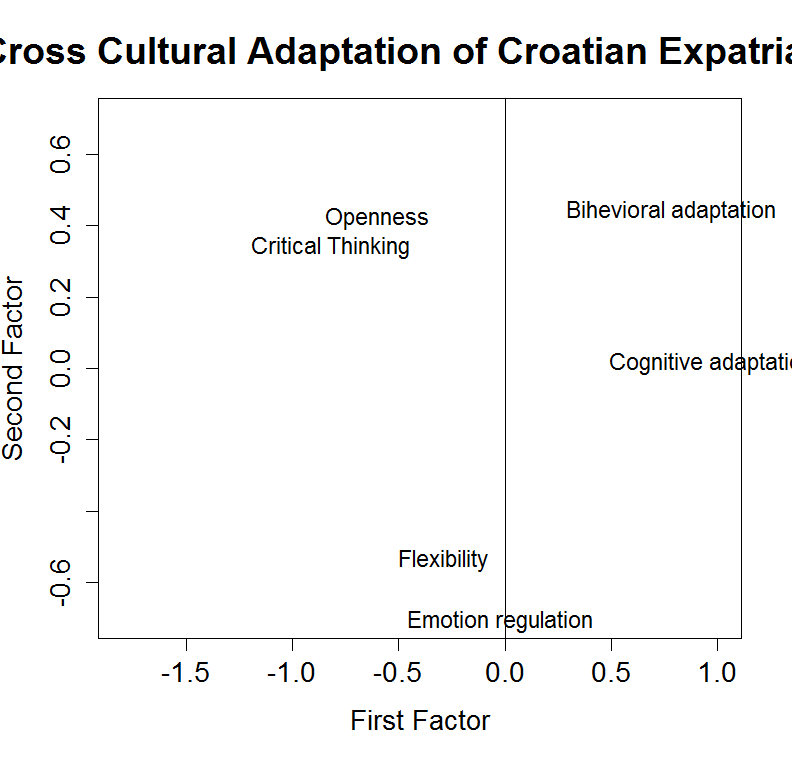 Cross Cultural Adaptation of Croatian Expatria
0.6
0.4
0.2
0.0
-0.2
-0.6
Second Factor
Openness
Bihevioral adaptation
Critical Thinking
Cognitive adaptatio
Flexibility
Emotion regulation
-1.5 -1.0 -0.5 0.0 0.5 1.0
First Factor